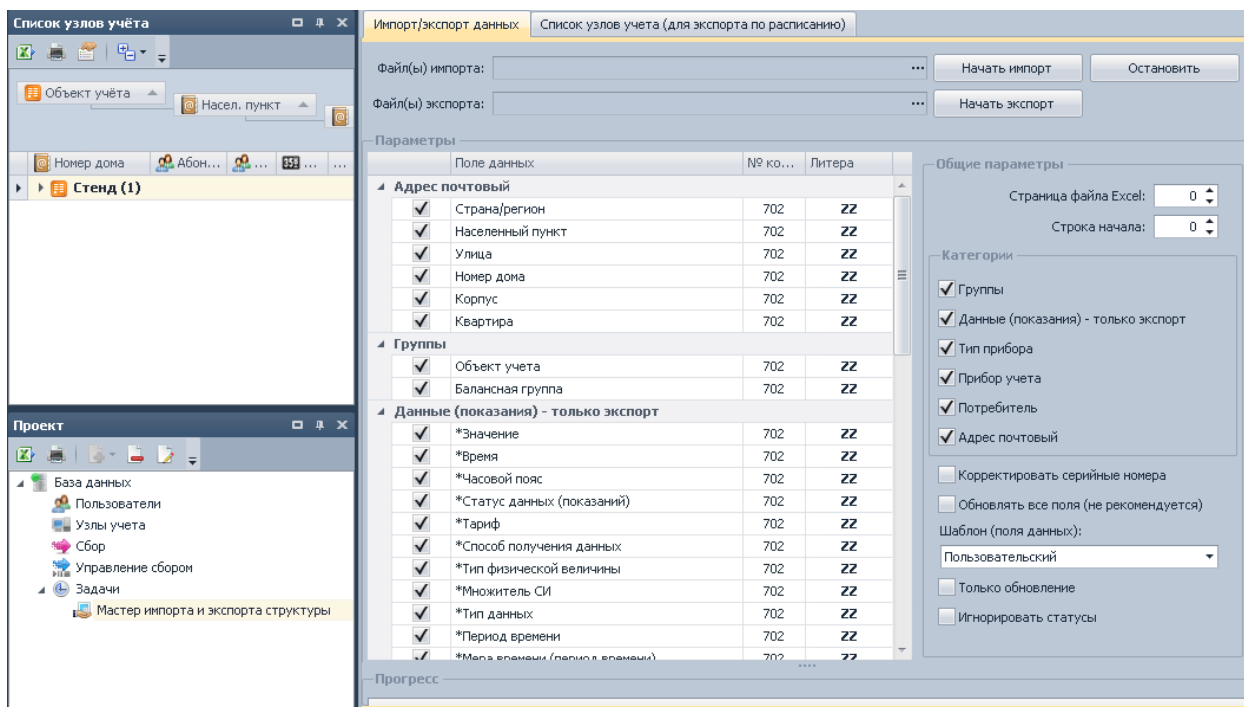 Список узлов учёта
Объект учёта
Насел. пункт
Номер дома Абон... ... ... ...
Стенд (1)
Проект
База данных
Пользователи
Узлы учета
Сбор
Управление сбором
Задачи
Мастер импорта и экспорта структуры
Импорт/экспорт данных Список узлов учета (для экспорта по расписанию)
Файл(ы) импорта: ... Начать импорт Остановить
Файл(ы) экспорта: ... Начать экспорт
Параметры
Поле данных № ко... Литера
Адрес почтовый
Страна/регион 702 ZZ
Населенный пункт 702 ZZ
Улица 702 ZZ
Номер дома 702 ZZ
Корпус 702 ZZ
Квартира 702 ZZ
Группы
Объект учета 702 ZZ
Балансная группа 702 ZZ
Данные (показания) - только экспорт
*Значение 702 ZZ
*Время 702 ZZ
*Часовой пояс 702 ZZ
*Статус данных (показаний) 702 ZZ
*Тариф 702 ZZ
*Способ получения данных 702 ZZ
*Тип физической величины 702 ZZ
*Множитель СИ 702 ZZ
*Тип данных 702 ZZ
*Период времени 702 ZZ
*Мера времени (период времени) 702 ZZ
Общие параметры
Страница файла Excel: 0
Строка начала: 0
Категории
Группы
Данные (показания) - только экспорт
Тип прибора
Прибор учета
Потребитель
Адрес почтовый
Корректировать серийные номера
Обновлять все поля (не рекомендуется)
Шаблон (поля данных):
Пользовательский
Только обновление
Игнорировать статусы
Прогресс